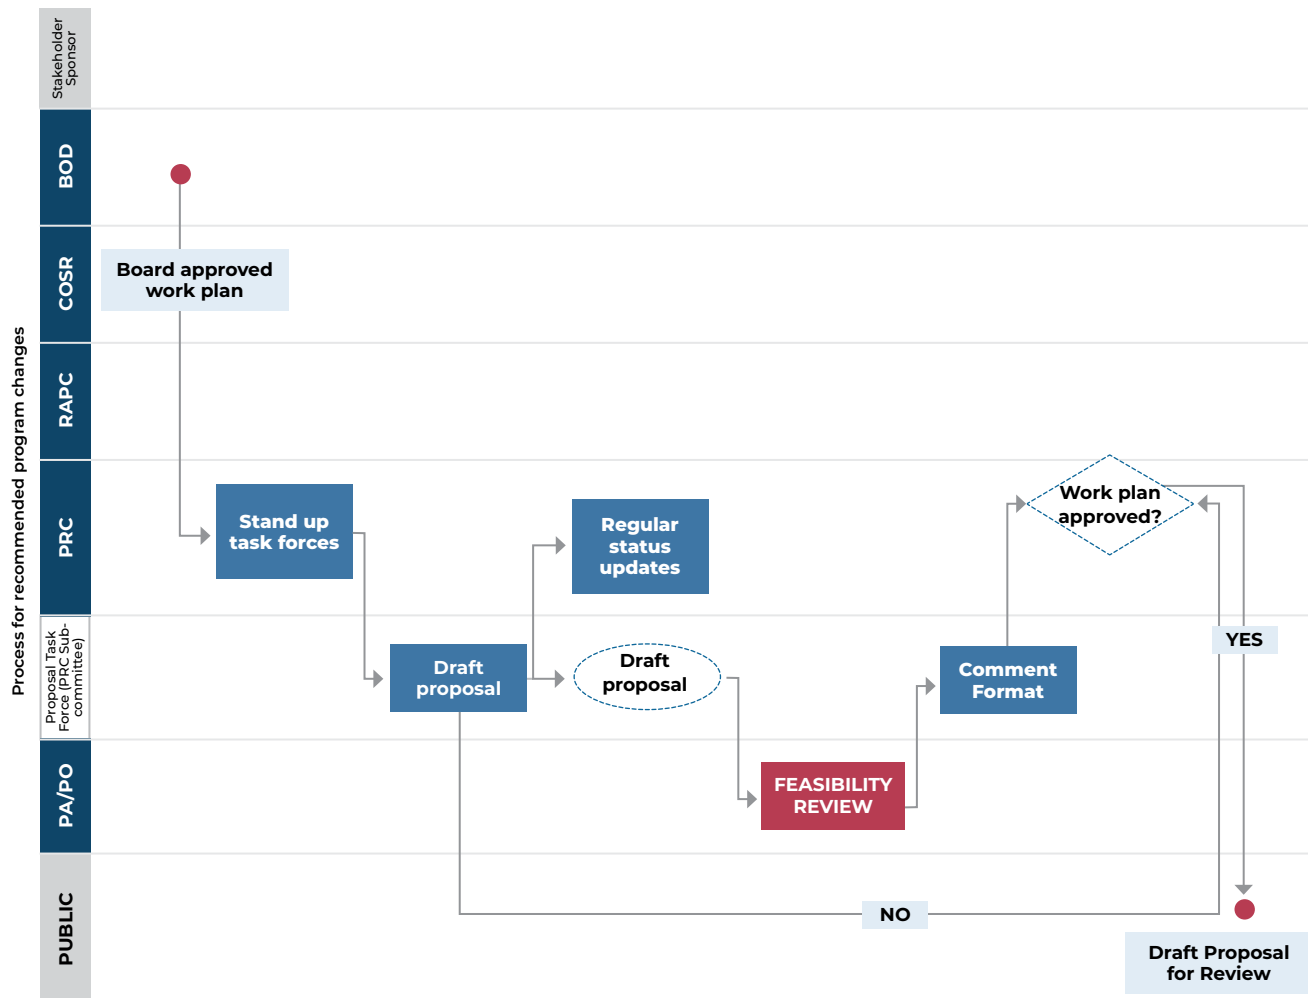 Process for recommended program changes
Stakeholder
Sponsor
BOD
COSR
RAPC
PRC
Proposal Task
Force (PRC Sub-
committee)
PA/PO
PUBLIC
Board approved
work plan
Stand up
task forces
Regular
status
updates
Work plan
approved?
Draft
proposal
Draft
proposal
Comment
Format
YES
FEASIBILITY
REVIEW
NO
Draft Proposal
for Review